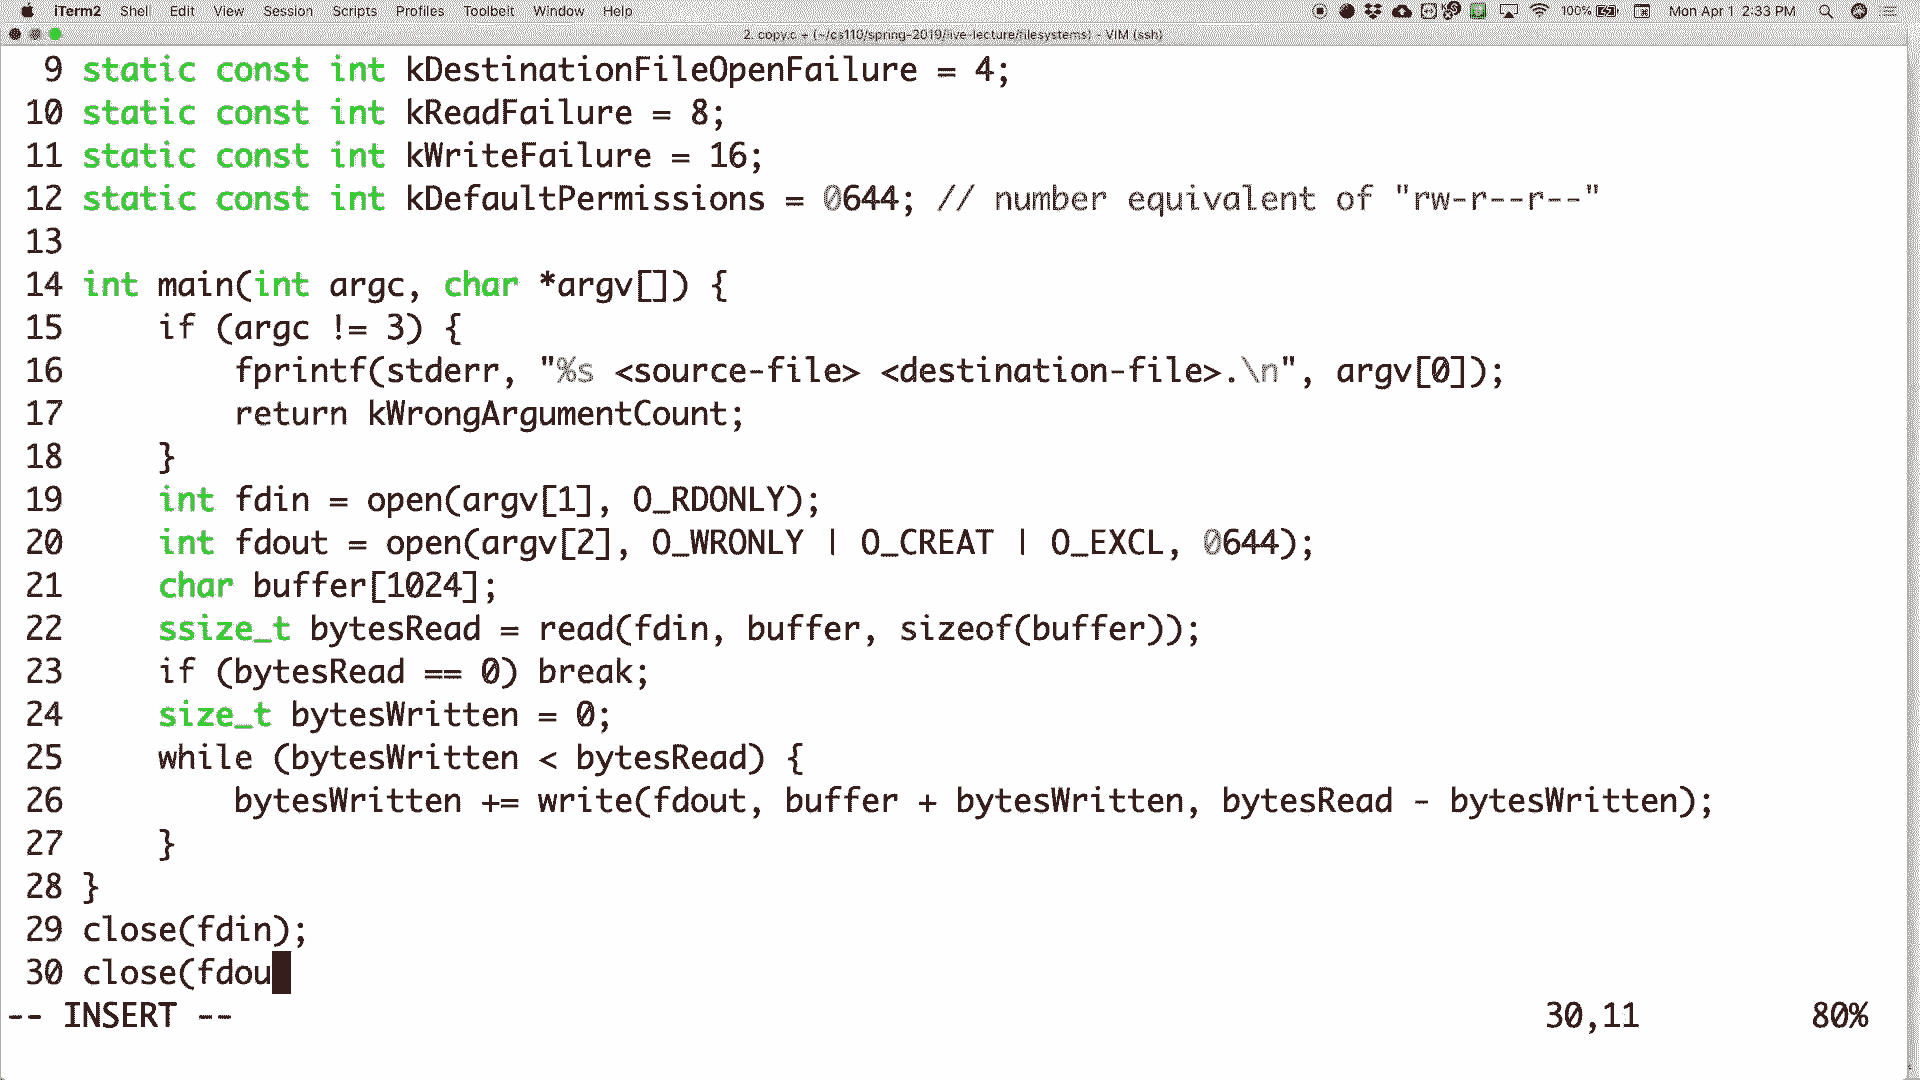 iTerm2 Shell Edit View Session Scripts Profiles Toolbelt Window Help 100% Mon Apr 1 2:33 PM
2. copy.c + (~/cs110/spring-2019/live-lecture/filesystems) - VIM (ssh)
9 static const int kDestinationFileOpenFailure = 4;
10 static const int kReadFailure = 8;
11 static const int kWriteFailure = 16;
12 static const int kDefaultPermissions = 0644; // number equivalent of "rw-r--r--"
13
14 int main(int argc, char *argv[]) {
15     if (argc != 3) {
16         fprintf(stderr, "%s <source-file> <destination-file>.\n", argv[0]);
17         return kWrongArgumentCount;
18     }
19     int fdin = open(argv[1], O_RDONLY);
20     int fdout = open(argv[2], O_WRONLY | O_CREAT | O_EXCL, 0644);
21     char buffer[1024];
22     ssize_t bytesRead = read(fdin, buffer, sizeof(buffer));
23     if (bytesRead == 0) break;
24     size_t bytesWritten = 0;
25     while (bytesWritten < bytesRead) {
26         bytesWritten += write(fdout, buffer + bytesWritten, bytesRead - bytesWritten);
27     }
28 }
29 close(fdin);
30 close(fdou
-- INSERT -- 30,11 80%